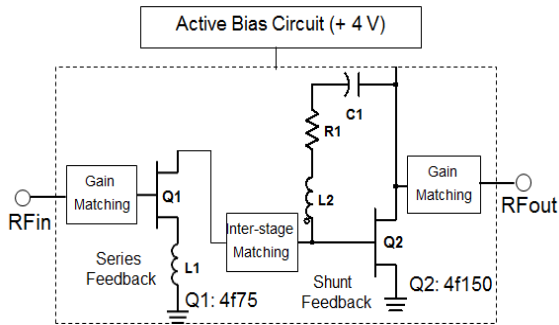 Active Bias Circuit (+ 4 V)
C1
R1
Gain
Matching
Q1
L2
Gain
Matching
RFin
RFout
Inter-stage
Matching
Q2
Series
Feedback
L1
Shunt
Feedback
Q1: 4f75
Q2: 4f150